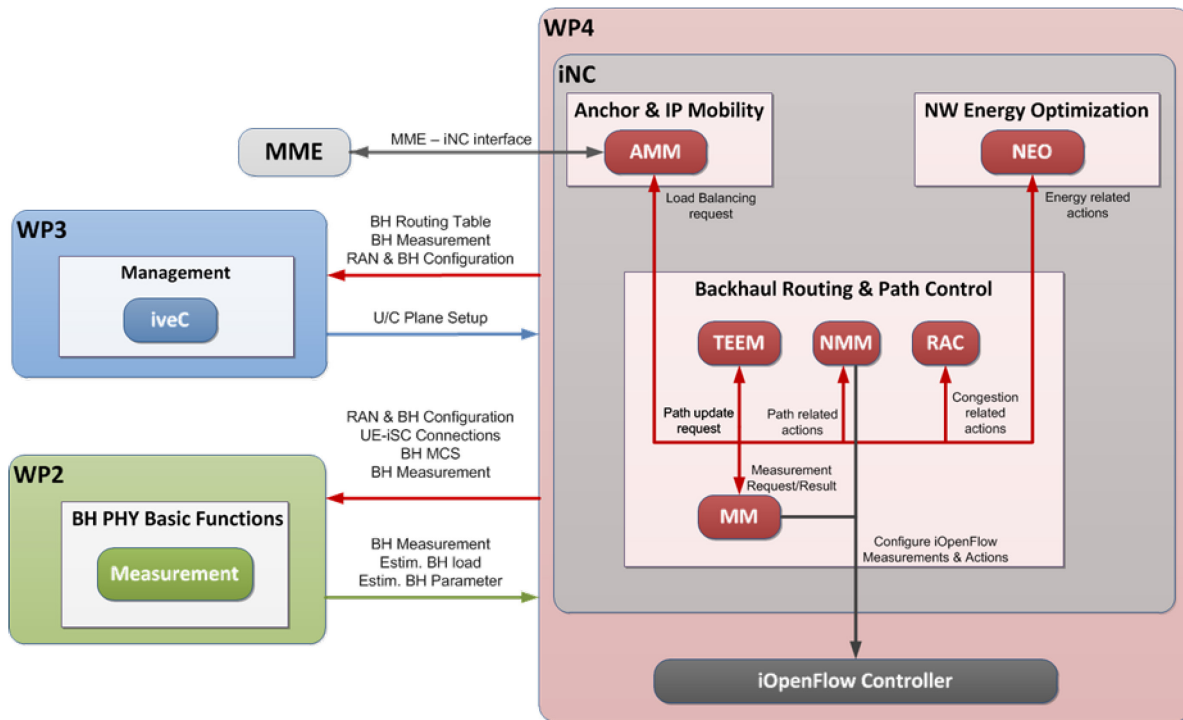 WP4
iNC
Anchor & IP Mobility
AMM
NW Energy Optimization
NEO
MME
MME – iNC interface
Load Balancing
request
Energy related
actions
WP3
Management
iveC
BH Routing Table
BH Measurement
RAN & BH Configuration
U/C Plane Setup
Backhaul Routing & Path Control
TEEM
NMM
RAC
Path update
request
Path related
actions
Congestion
related
actions
Measurement
Request/Result
MM
Configure iOpenFlow
Measurements & Actions
WP2
BH PHY Basic Functions
Measurement
RAN & BH Configuration
UE-iSC Connections
BH MCS
BH Measurement
BH Measurement
Estim. BH load
Estim. BH Parameter
iOpenFlow Controller